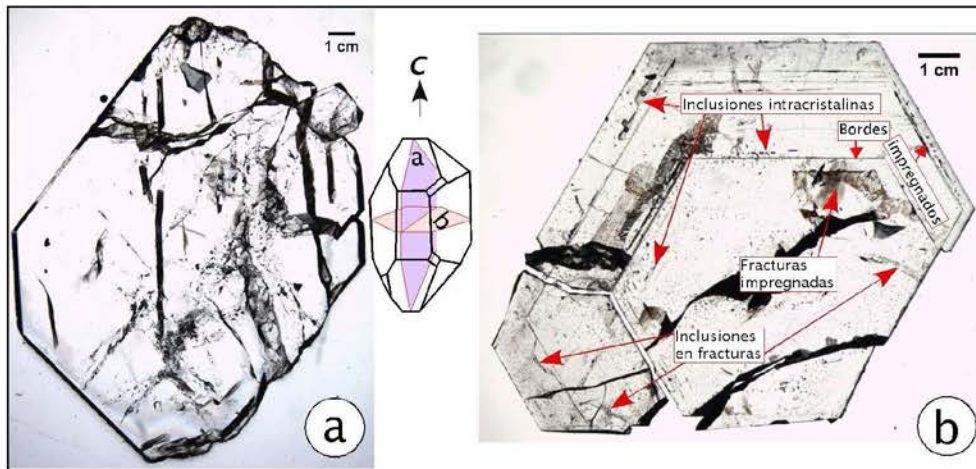 1 cm
C
a
b
a
1 cm
Inclusiones intracristalinas
Bordes
impregnados
Fracturas
impregnadas
Inclusiones
en fracturas
b